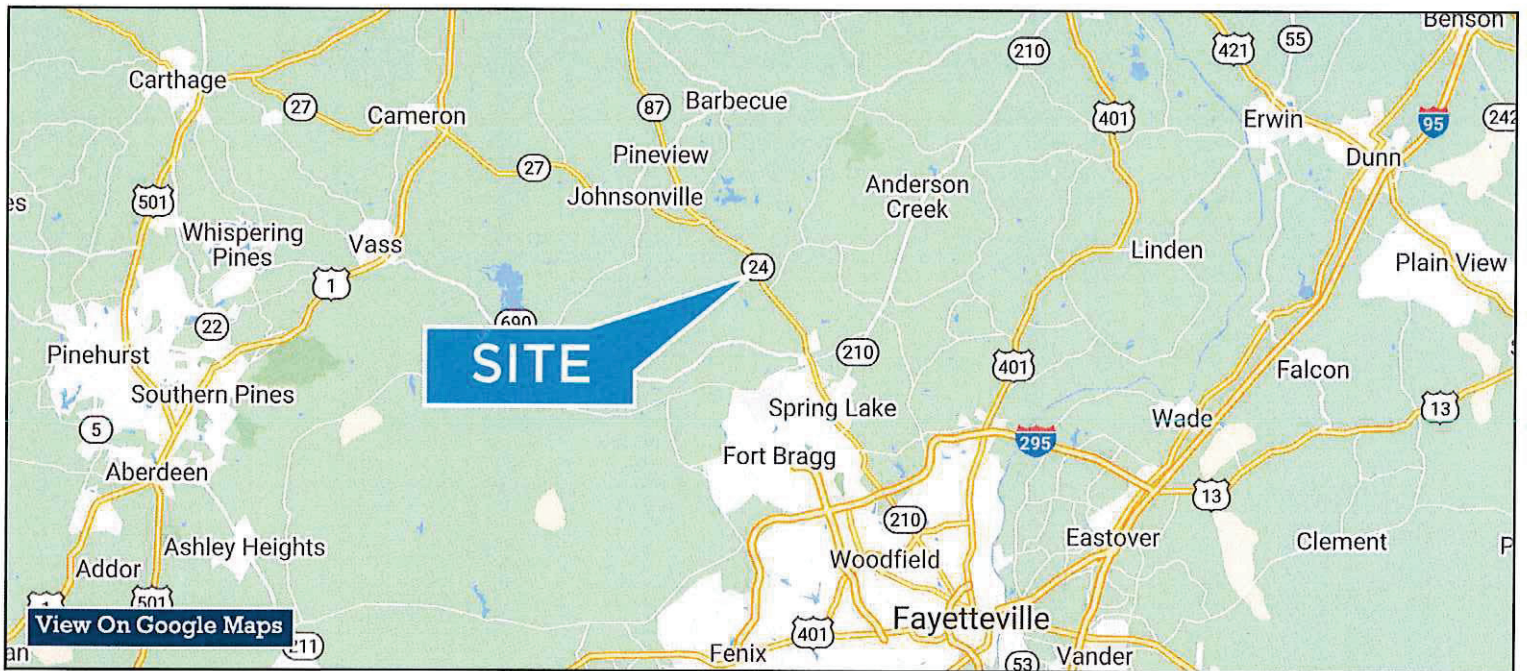 Benson
210
421
55
Carthage
87
Barbecue
27
Cameron
401
Erwin
95
242
Dunn
Pineview
27
Johnsonville
Anderson
Creek
501
Whispering
Pines
Vass
Linden
24
Plain View
1
690
22
SITE
210
401
Pinehurst
Falcon
Southern Pines
Spring Lake
Wade
13
5
295
Fort Bragg
Aberdeen
13
210
Ashley Heights
Woodfield
Eastover
Clement
Addor
501
View On Google Maps
Fayetteville
401
Fenix
53
Vander